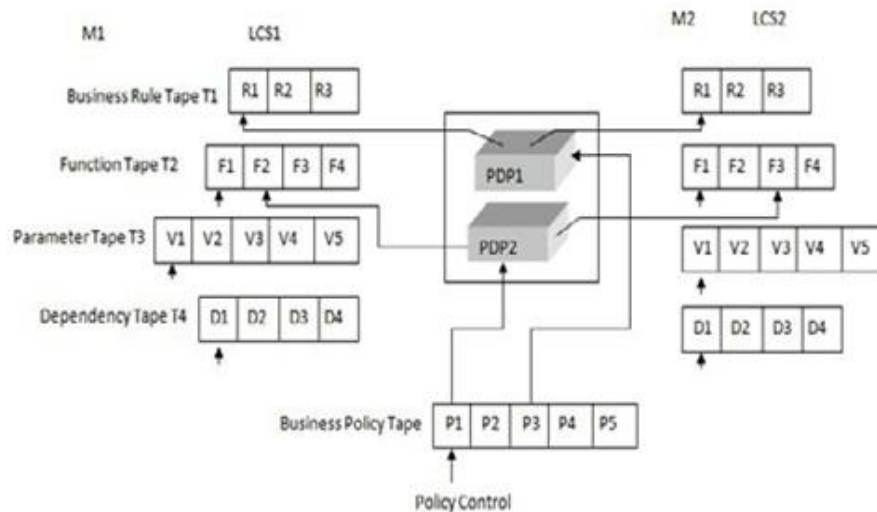 M1 LCS1 M2 LCS2
Business Rule Tape T1 R1 R2 R3 R1 R2 R3
PDP1
Function Tape T2 F1 F2 F3 F4 F1 F2 F3 F4
PDP2
Parameter Tape T3 V1 V2 V3 V4 V5 V1 V2 V3 V4 V5
Dependency Tape T4 D1 D2 D3 D4 D1 D2 D3 D4
Business Policy Tape P1 P2 P3 P4 P5
Policy Control